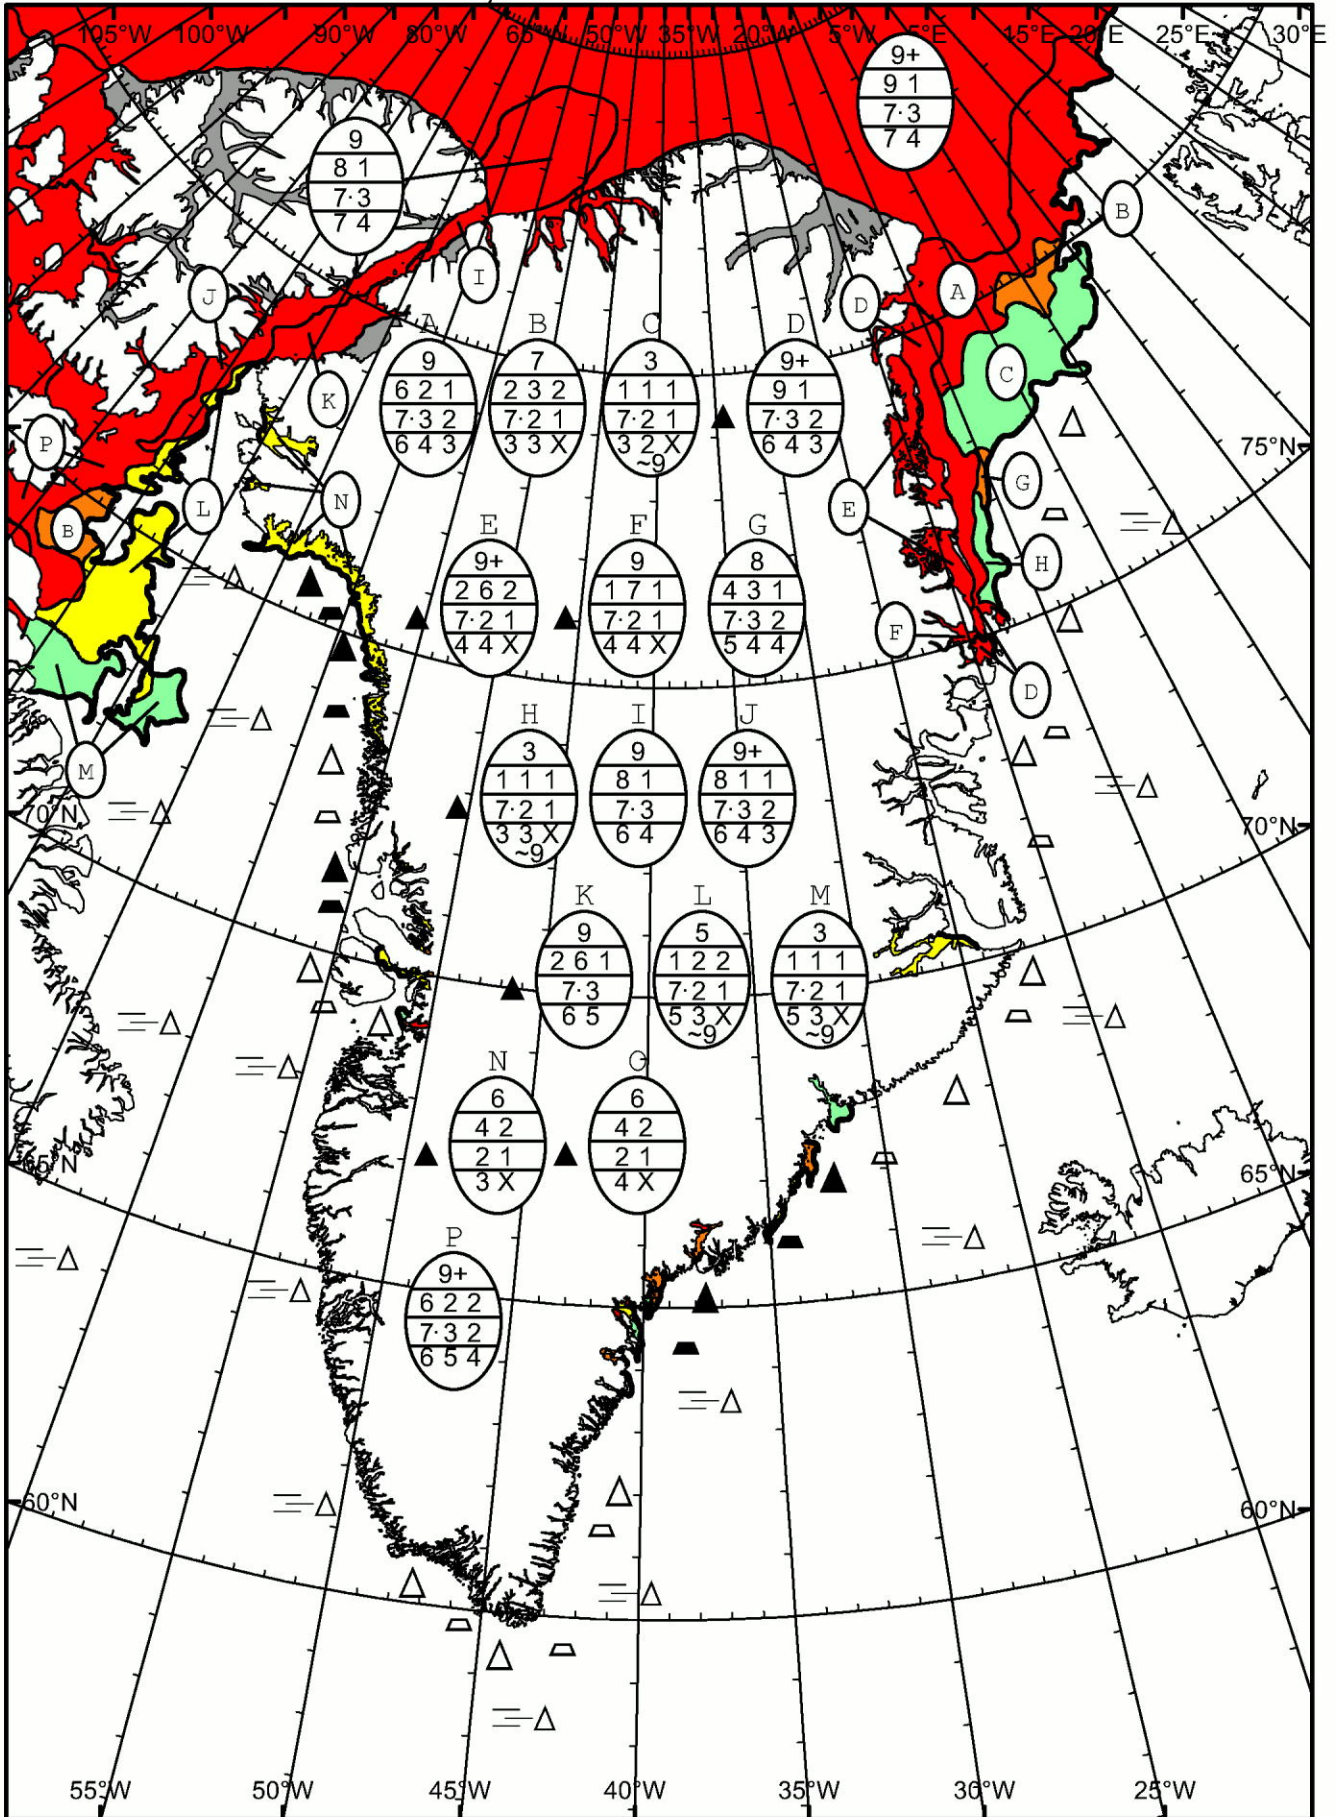 105°W 100°W 90°W 80°W 65°W 50°W 35°W 20°W 5°W 5°E 15°E 20°E 25°E 30°E
9+
9 1
7· 3
7 4
9
8 1
7· 3
7 4
B
I
J
D
A
K
C
P
L
N
B
G
E
H
F
D
M
A B C D
9 7 3 9+
6 2 1 2 3 2 1 1 1 9 1
7· 3 2 7· 2 1 7· 2 1 7· 3 2
6 4 3 3 3 X 3 2 X 6 4 3
~9
75°N
E F G
9+ 9 8
2 6 2 1 7 1 4 3 1
7· 2 1 7· 2 1 7· 3 2
4 4 X 4 4 X 5 4 4
H I J
3 9 9+
1 1 1 8 1 8 1 1
7· 2 1 7· 3 7· 3 2
3 3 X 6 4 6 4 3
~9
70°N 70°N
K L M
9 5 3
2 6 1 1 2 2 1 1 1
7· 3 7· 2 1 7· 2 1
6 5 5 3 X 5 3 X
~9 ~9
N O
6 6
4 2 4 2
2 1 2 1
3 X 4 X
65°N 65°N
P
9+
6 2 2
7· 3 2
6 5 4
60°N 60°N
55°W 50°W 45°W 40°W 35°W 30°W 25°W